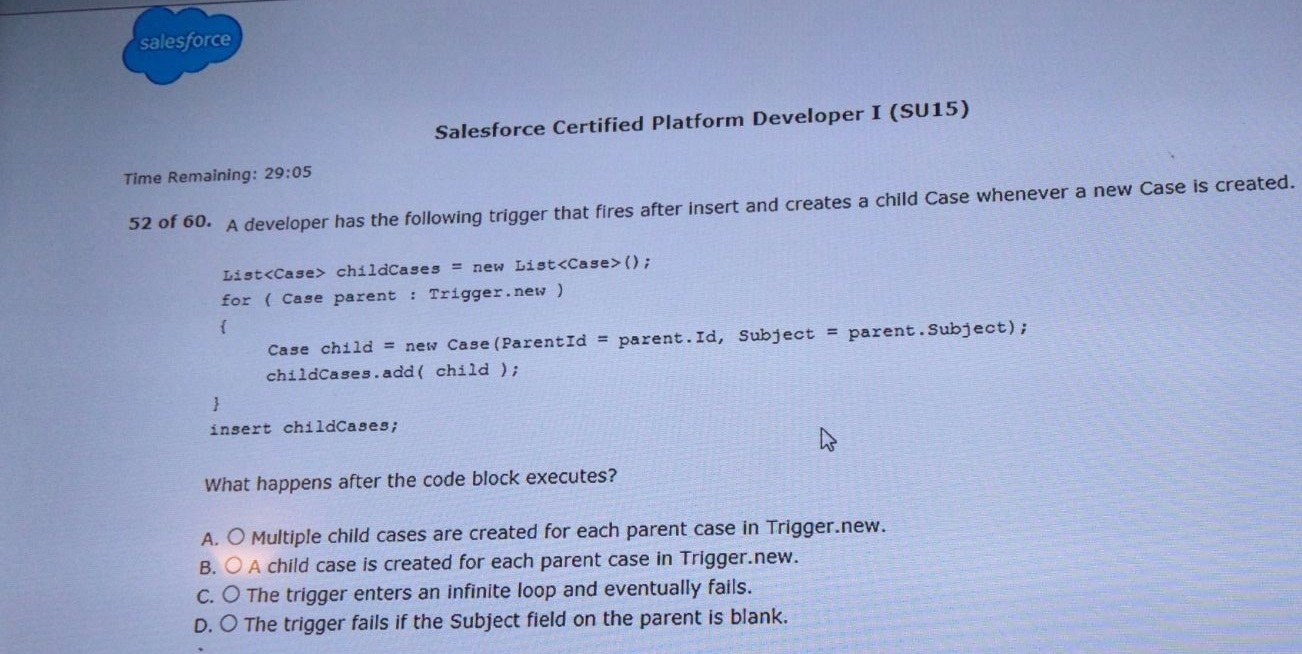 salesforce
Salesforce Certified Platform Developer I (SU15)
Time Remaining: 29:05
52 of 60. A developer has the following trigger that fires after insert and creates a child Case whenever a new Case is created.
List<Case> childCases = new List<Case>();
for ( Case parent : Trigger.new )
{
Case child = new Case(ParentId = parent.Id, Subject = parent.Subject);
childCases.add( child );
}
insert childCases;
What happens after the code block executes?
A. Multiple child cases are created for each parent case in Trigger.new.
B. A child case is created for each parent case in Trigger.new.
C. The trigger enters an infinite loop and eventually fails.
D. The trigger fails if the Subject field on the parent is blank.